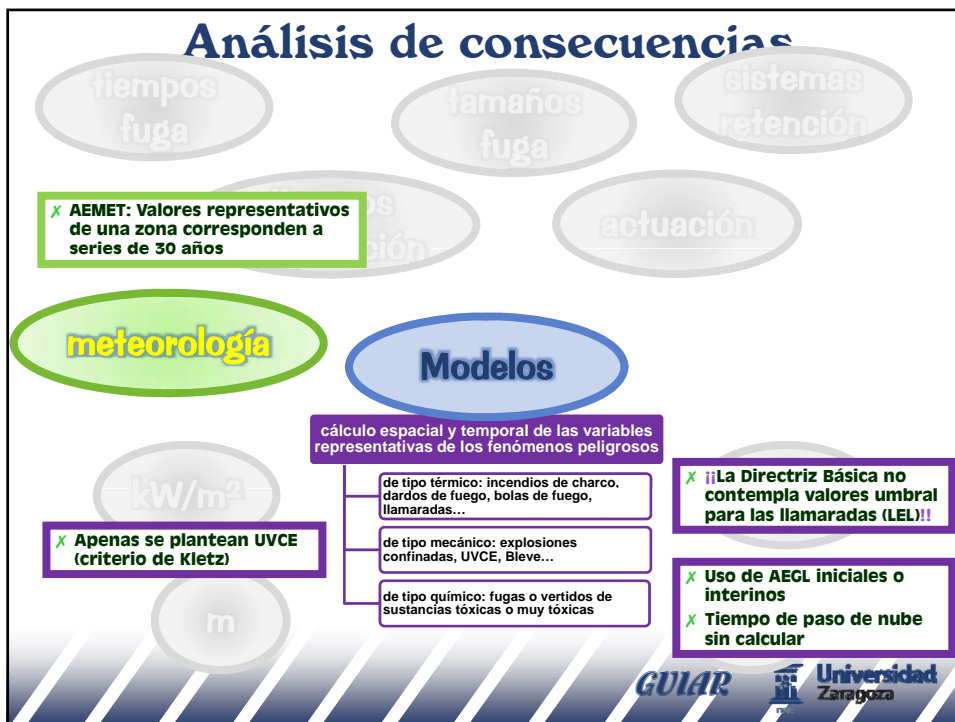 Análisis de consecuencias
tiempos
fuga
tamaños
fuga
sistemas
retención
✗ AEMET: Valores representativos
de una zona corresponden a
series de 30 años
actuación
meteorología
Modelos
cálculo espacial y temporal de las variables
representativas de los fenómenos peligrosos
kW/m²
de tipo térmico: incendios de charco,
dardos de fuego, bolas de fuego,
llamaradas…
✗ ¡¡La Directriz Básica no
contempla valores umbral
para las llamaradas (LEL)!!
✗ Apenas se plantean UVCE
(criterio de Kletz)
de tipo mecánico: explosiones
confinadas, UVCE, Bleve…
de tipo químico: fugas o vertidos de
sustancias tóxicas o muy tóxicas
✗ Uso de AEGL iniciales o
interinos
✗ Tiempo de paso de nube
sin calcular
m
GUIAR
Universidad
Zaragoza